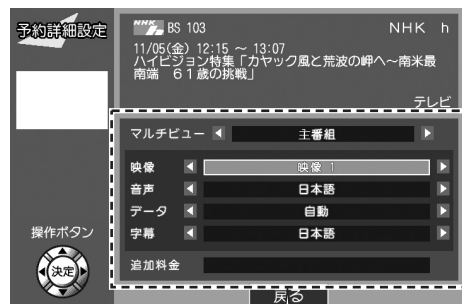 予約詳細設定
NHK BS 103
NHK h
11/05(金) 12:15 ～ 13:07
ハイビジョン特集「カヤック風と荒波の岬へ～南米最
南端 ６１歳の挑戦」
テレビ
マルチビュー 主番組
映像 映像 1
音声 日本語
データ 自動
字幕 日本語
追加料金
操作ボタン
決定
戻る